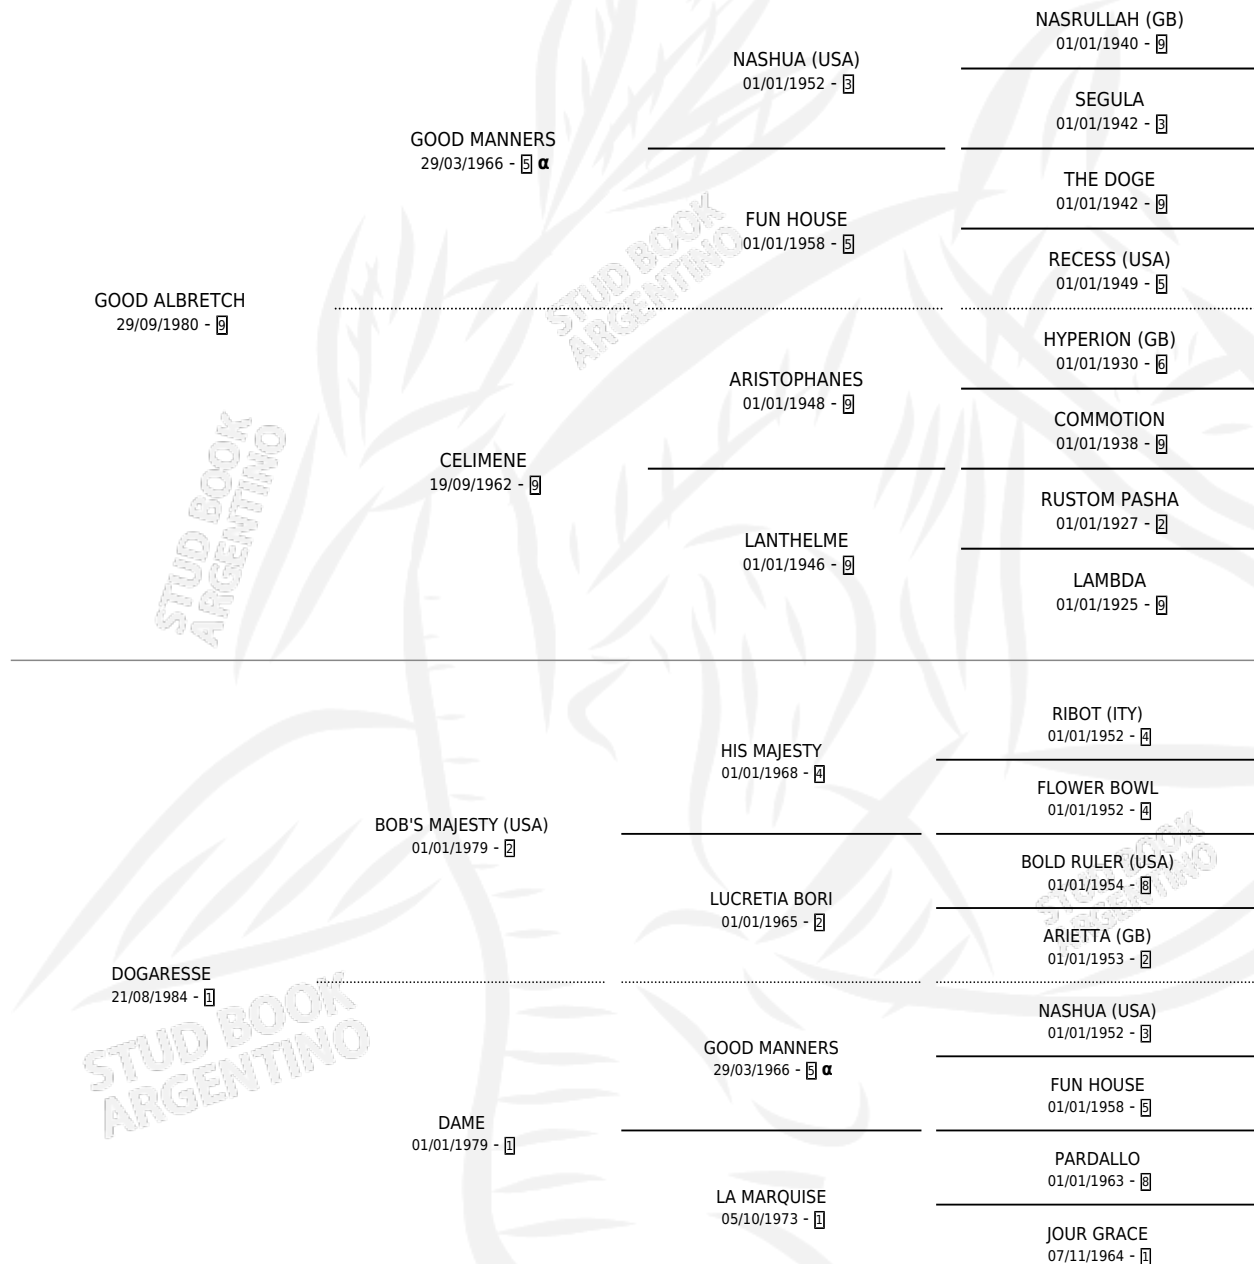 NASRULLAH (GB)
01/01/1940 - 9
NASHUA (USA)
01/01/1952 - 3
SEGULA
01/01/1942 - 3
GOOD MANNERS
29/03/1966 - 5 α
THE DOGE
01/01/1942 - 9
FUN HOUSE
01/01/1958 - 5
RECESS (USA)
01/01/1949 - 5
GOOD ALBRETCH
29/09/1980 - 9
HYPERION (GB)
01/01/1930 - 6
ARISTOPHANES
01/01/1948 - 9
COMMOTION
01/01/1938 - 9
CELIMENE
19/09/1962 - 9
RUSTOM PASHA
01/01/1927 - 2
LANTHELME
01/01/1946 - 9
LAMBDA
01/01/1925 - 9
RIBOT (ITY)
01/01/1952 - 4
HIS MAJESTY
01/01/1968 - 4
FLOWER BOWL
01/01/1952 - 4
BOB'S MAJESTY (USA)
01/01/1979 - 2
BOLD RULER (USA)
01/01/1954 - 8
LUCRETIA BORI
01/01/1965 - 2
ARIETTA (GB)
01/01/1953 - 2
DOGARESSE
21/08/1984 - 1
NASHUA (USA)
01/01/1952 - 3
GOOD MANNERS
29/03/1966 - 5 α
FUN HOUSE
01/01/1958 - 5
DAME
01/01/1979 - 1
PARDALLO
01/01/1963 - 8
LA MARQUISE
05/10/1973 - 1
JOUR GRACE
07/11/1964 - 1
STUD BOOK
ARGENTINO
STUD BOOK
ARGENTINO
STUD BOOK
ARGENTINO
STUD BOOK
ARGENTINO